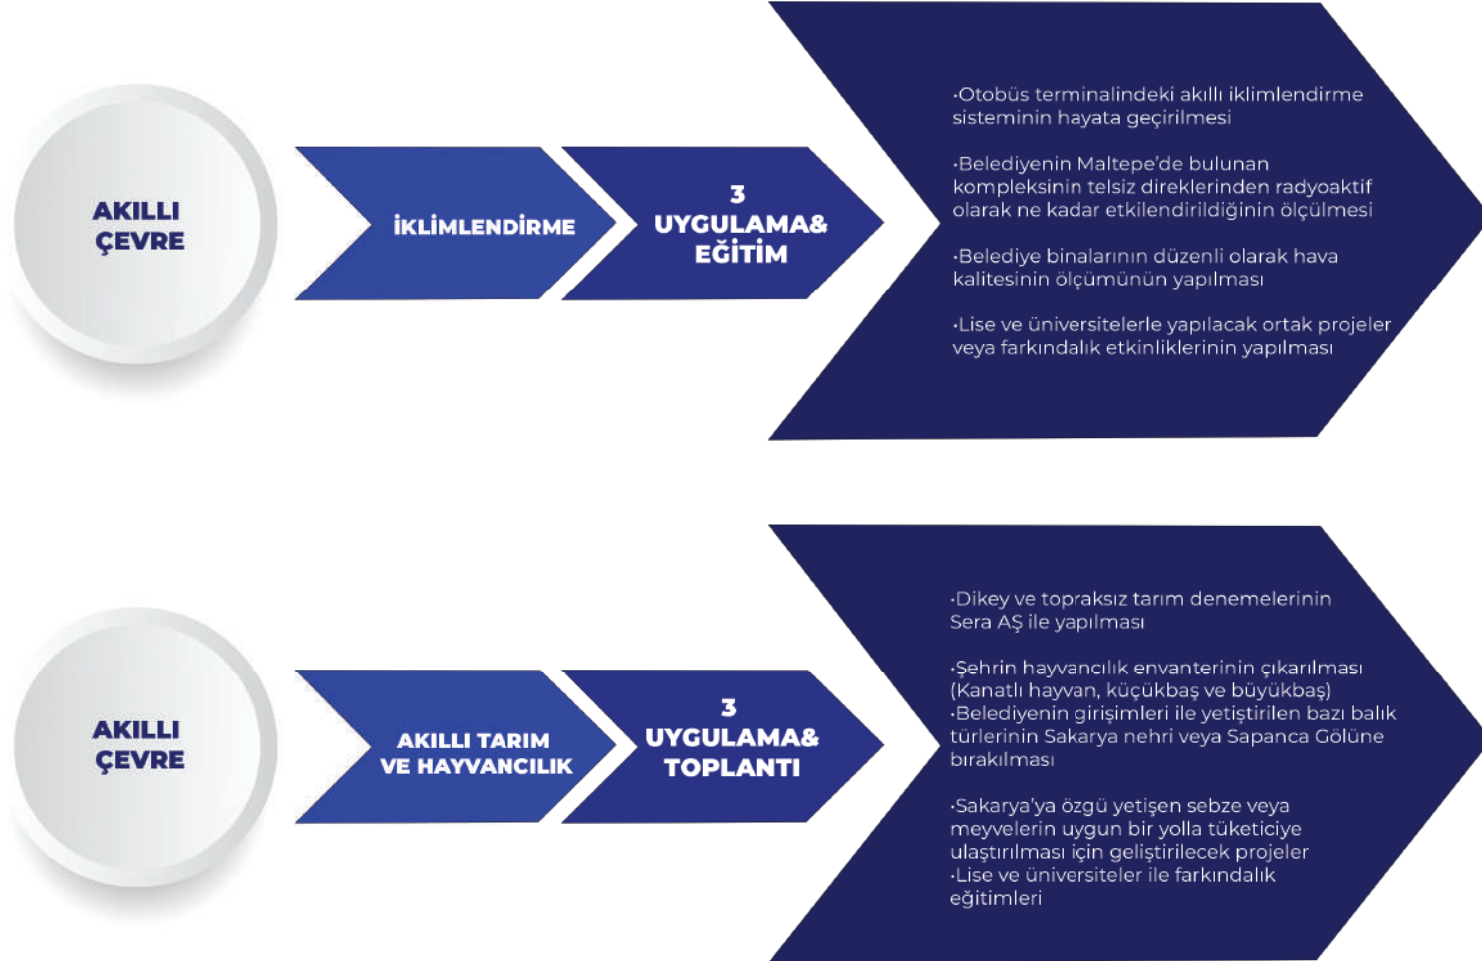 AKILLI
ÇEVRE
İKLİMLENDİRME
3
UYGULAMA&
EĞİTİM
•Otobüs terminalindeki akıllı iklimlendirme
sisteminin hayata geçirilmesi
•Belediyenin Maltepe’de bulunan
kompleksinin telsiz direklerinden radyoaktif
olarak ne kadar etkilendirildiğinin ölçülmesi
•Belediye binalarının düzenli olarak hava
kalitesinin ölçümünün yapılması
•Lise ve üniversitelerle yapılacak ortak projeler
veya farkındalık etkinliklerinin yapılması
AKILLI
ÇEVRE
AKILLI TARIM
VE HAYVANCILIK
3
UYGULAMA&
TOPLANTI
•Dikey ve topraksız tarım denemelerinin
Sera AŞ ile yapılması
•Şehrin hayvancılık envanterinin çıkarılması
(Kanatlı hayvan, küçükbaş ve büyükbaş)
•Belediyenin girişimleri ile yetiştirilen bazı balık
türlerinin Sakarya nehri veya Sapanca Gölüne
bırakılması
•Sakarya’ya özgü yetişen sebze veya
meyvelerin uygun bir yolla tüketiciye
ulaştırılması için geliştirilecek projeler
•Lise ve üniversiteler ile farkındalık
eğitimleri